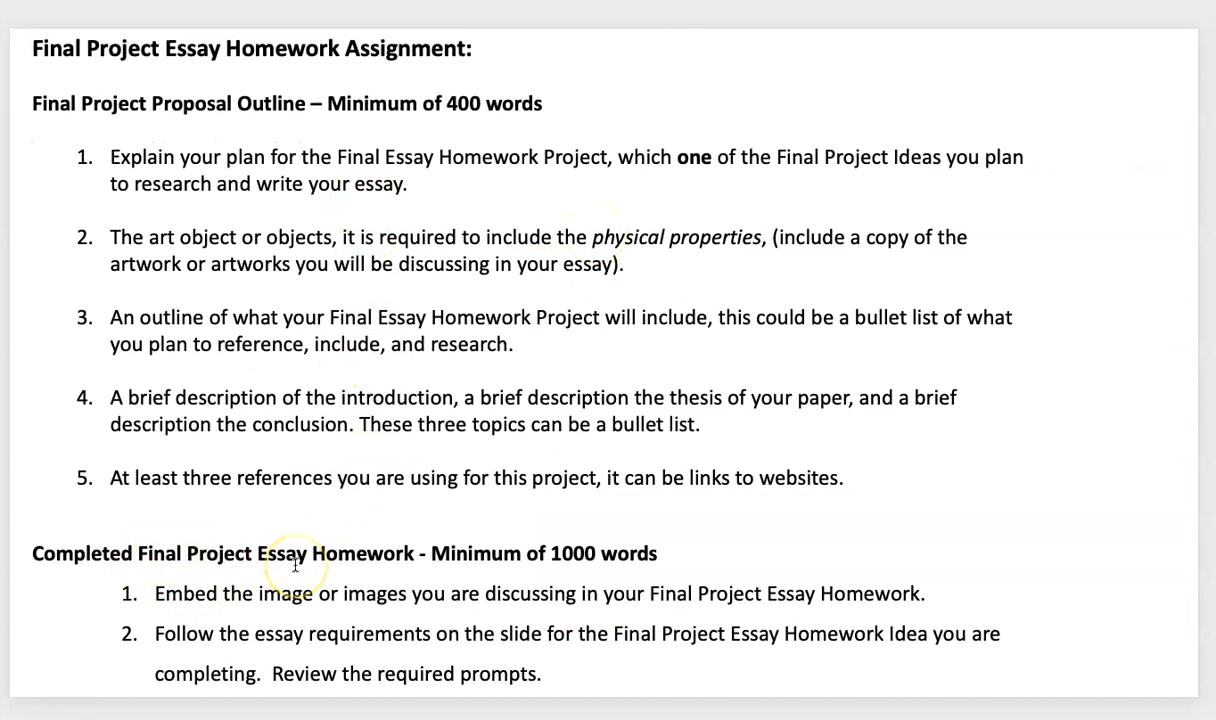 Final Project Essay Homework Assignment:
Final Project Proposal Outline – Minimum of 400 words
1. Explain your plan for the Final Essay Homework Project, which one of the Final Project Ideas you plan
to research and write your essay.
2. The art object or objects, it is required to include the physical properties, (include a copy of the
artwork or artworks you will be discussing in your essay).
3. An outline of what your Final Essay Homework Project will include, this could be a bullet list of what
you plan to reference, include, and research.
4. A brief description of the introduction, a brief description the thesis of your paper, and a brief
description the conclusion. These three topics can be a bullet list.
5. At least three references you are using for this project, it can be links to websites.
Completed Final Project Essay Homework - Minimum of 1000 words
1. Embed the image or images you are discussing in your Final Project Essay Homework.
2. Follow the essay requirements on the slide for the Final Project Essay Homework Idea you are
completing. Review the required prompts.